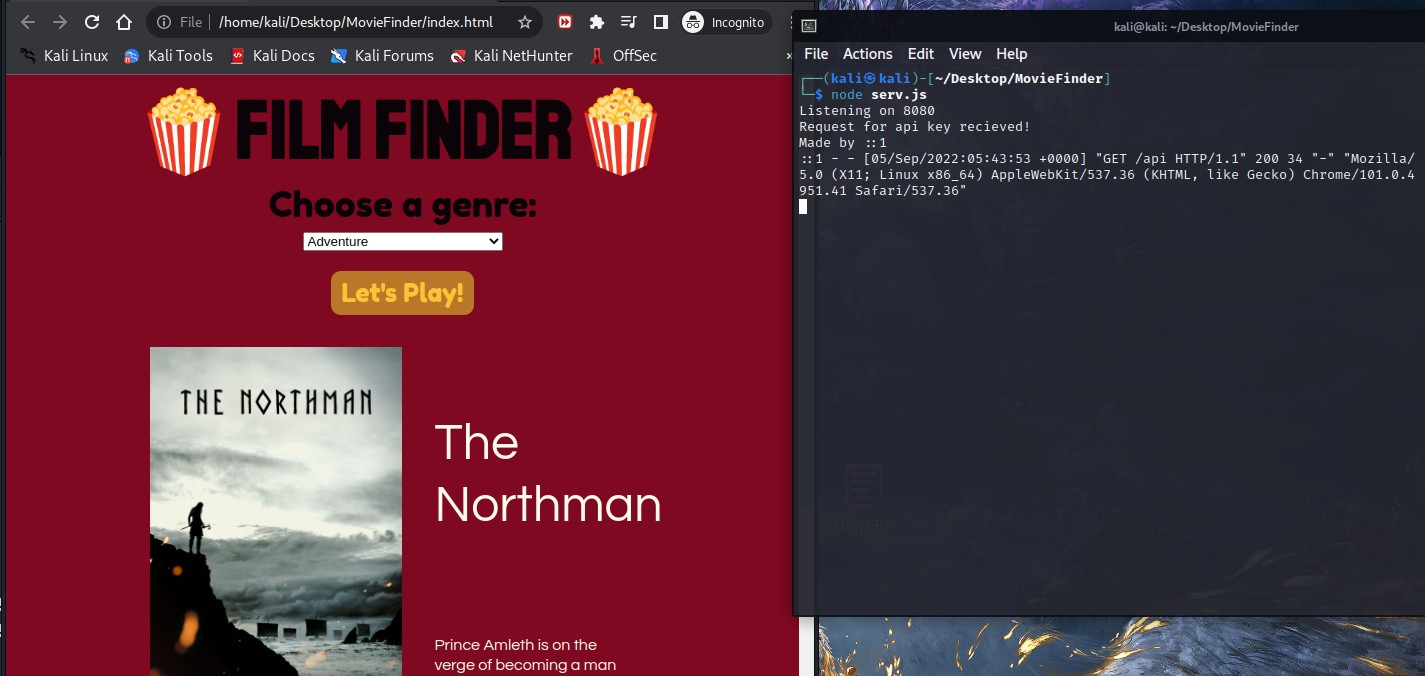 File /home/kali/Desktop/MovieFinder/index.html Incognito
Kali Linux Kali Tools Kali Docs Kali Forums Kali NetHunter OffSec »
FILM FINDER
Choose a genre:
Adventure
Let's Play!
THE NORTHMAN
The
Northman
Prince Amleth is on the
verge of becoming a man
kali@kali: ~/Desktop/MovieFinder
File Actions Edit View Help
┌──(kali㉿kali)-[~/Desktop/MovieFinder]
└─$ node serv.js
Listening on 8080
Request for api key recieved!
Made by ::1
::1 - - [05/Sep/2022:05:43:53 +0000] "GET /api HTTP/1.1" 200 34 "-" "Mozilla/
5.0 (X11; Linux x86_64) AppleWebKit/537.36 (KHTML, like Gecko) Chrome/101.0.4
951.41 Safari/537.36"